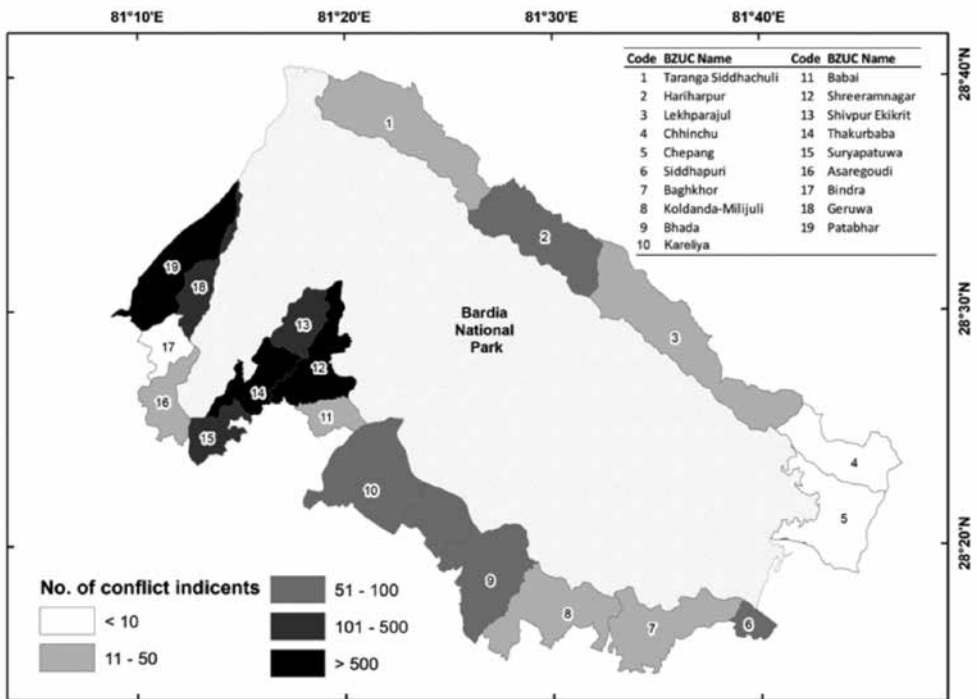 81°10'E 81°20'E 81°30'E 81°40'E
28°40'N
28°30'N
28°20'N
Code BZUC Name Code BZUC Name
1 Taranga Siddhachuli 11 Babai
2 Hariharpur 12 Shreeramnagar
3 Lekhparajul 13 Shivpur Ekikrit
4 Chhinchu 14 Thakurbaba
5 Chepang 15 Suryapatuwa
6 Siddhapuri 16 Asaregoudi
7 Baghkhor 17 Bindra
8 Koldanda-Milijuli 18 Geruwa
9 Bhada 19 Patabhar
10 Kareliya
1
2
19
18
13
Bardia
National
Park
17
3
12
14
16
11
15
4
10
5
9
8
7
6
No. of conflict indicents
< 10
11 - 50
51 - 100
101 - 500
> 500